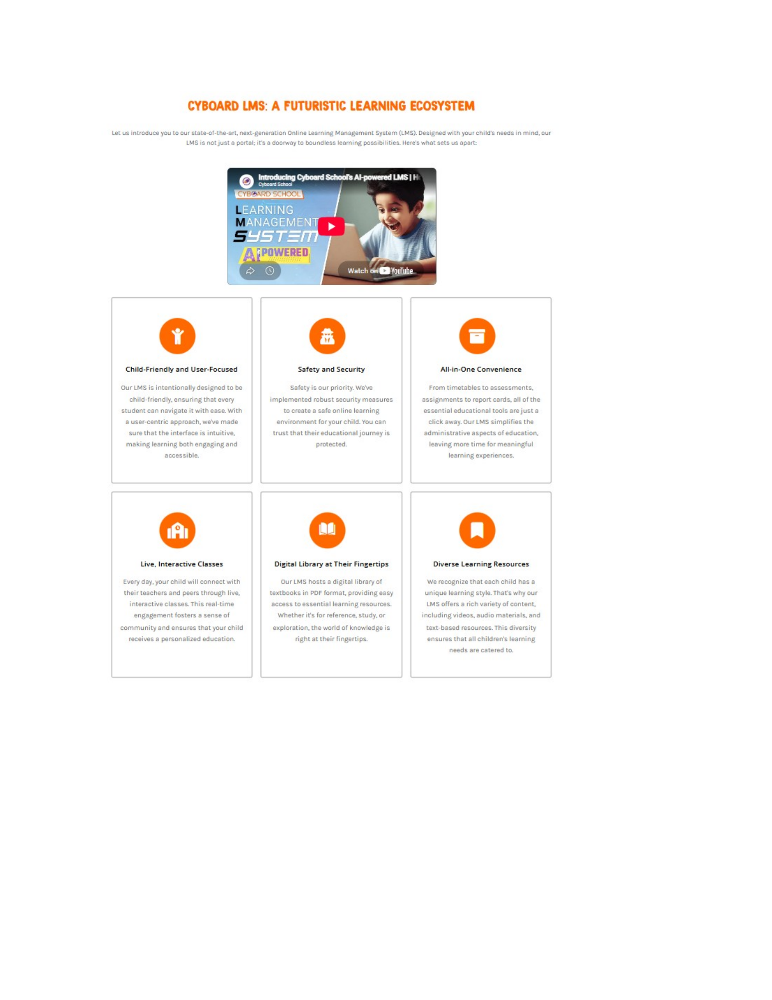 CYBOARD LMS: A FUTURISTIC LEARNING ECOSYSTEM
Let us introduce you to our state-of-the-art, next-generation Online Learning Management System (LMS). Designed with your child's needs in mind, our
LMS is not just a portal; it's a doorway to boundless learning possibilities. Here's what sets us apart:
Introducing Cyboard School's AI-powered LMS | H
Cyboard School
CYBOARD SCHOOL
LEARNING
MANAGEMENT
SYSTEM
AI POWERED
Watch on YouTube
Child-Friendly and User-Focused
Our LMS is intentionally designed to be
child-friendly, ensuring that every
student can navigate it with ease. With
a user-centric approach, we've made
sure that the interface is intuitive,
making learning both engaging and
accessible.
Safety and Security
Safety is our priority. We've
implemented robust security measures
to create a safe online learning
environment for your child. You can
trust that their educational journey is
protected.
All-in-One Convenience
From timetables to assessments,
assignments to report cards, all of the
essential educational tools are just a
click away. Our LMS simplifies the
administrative aspects of education,
leaving more time for meaningful
learning experiences.
Live, Interactive Classes
Every day, your child will connect with
their teachers and peers through live,
interactive classes. This real-time
engagement fosters a sense of
community and ensures that your child
receives a personalized education.
Digital Library at Their Fingertips
Our LMS hosts a digital library of
textbooks in PDF format, providing easy
access to essential learning resources.
Whether it's for reference, study, or
exploration, the world of knowledge is
right at their fingertips.
Diverse Learning Resources
We recognize that each child has a
unique learning style. That's why our
LMS offers a rich variety of content,
including videos, audio materials, and
text-based resources. This diversity
ensures that all children's learning
needs are catered to.